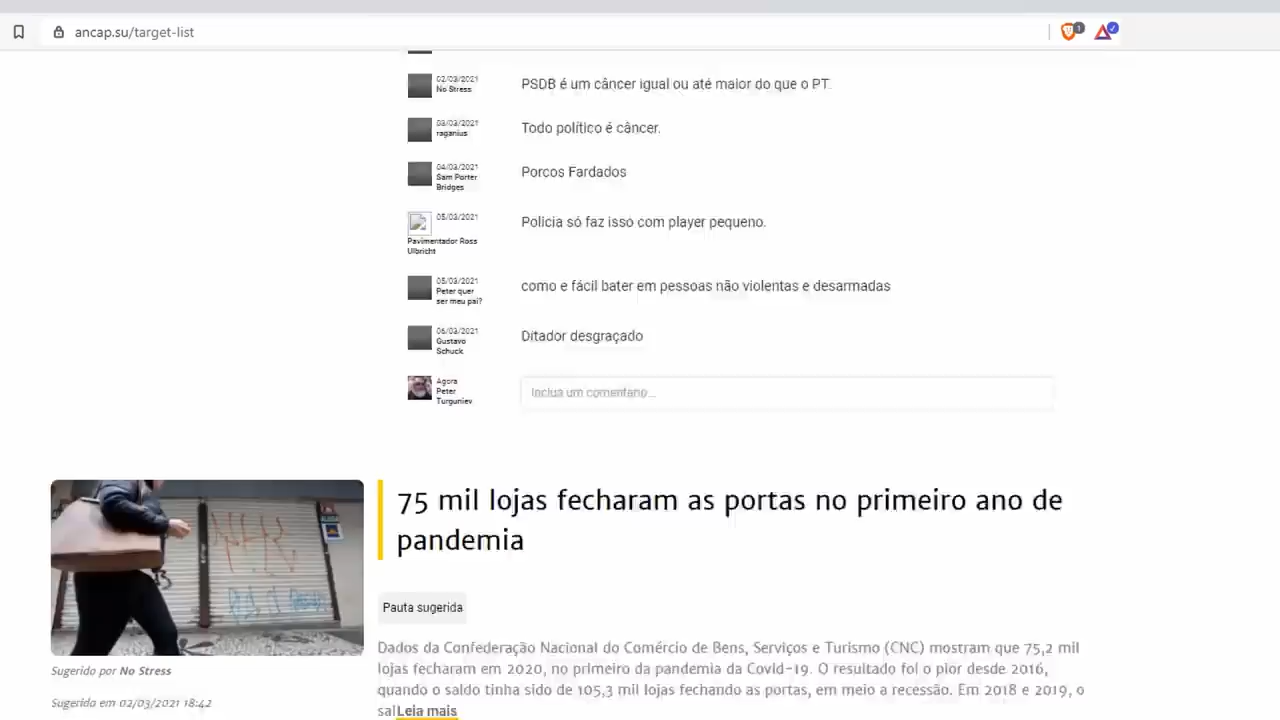 ancap.su/target-list
1
02/03/2021
No Stress
PSDB é um câncer igual ou até maior do que o PT.
03/03/2021
raganius
Todo político é câncer.
04/03/2021
Sam Porter
Bridges
Porcos Fardados
05/03/2021
Pavimentador Ross
Ulbricht
Polícia só faz isso com player pequeno.
05/03/2021
Peter quer
ser meu pai?
como e fácil bater em pessoas não violentas e desarmadas
06/03/2021
Gustavo
Schuck
Ditador desgraçado
Agora
Peter
Turguniev
Inclua um comentario...
75 mil lojas fecharam as portas no primeiro ano de
pandemia
Pauta sugerida
Dados da Confederação Nacional do Comércio de Bens, Serviços e Turismo (CNC) mostram que 75,2 mil
lojas fecharam em 2020, no primeiro da pandemia da Covid-19. O resultado foi o pior desde 2016,
quando o saldo tinha sido de 105,3 mil lojas fechando as portas, em meio a recessão. Em 2018 e 2019, o
salLeia mais
Sugerido por No Stress
Sugerido em 02/03/2021 18:42